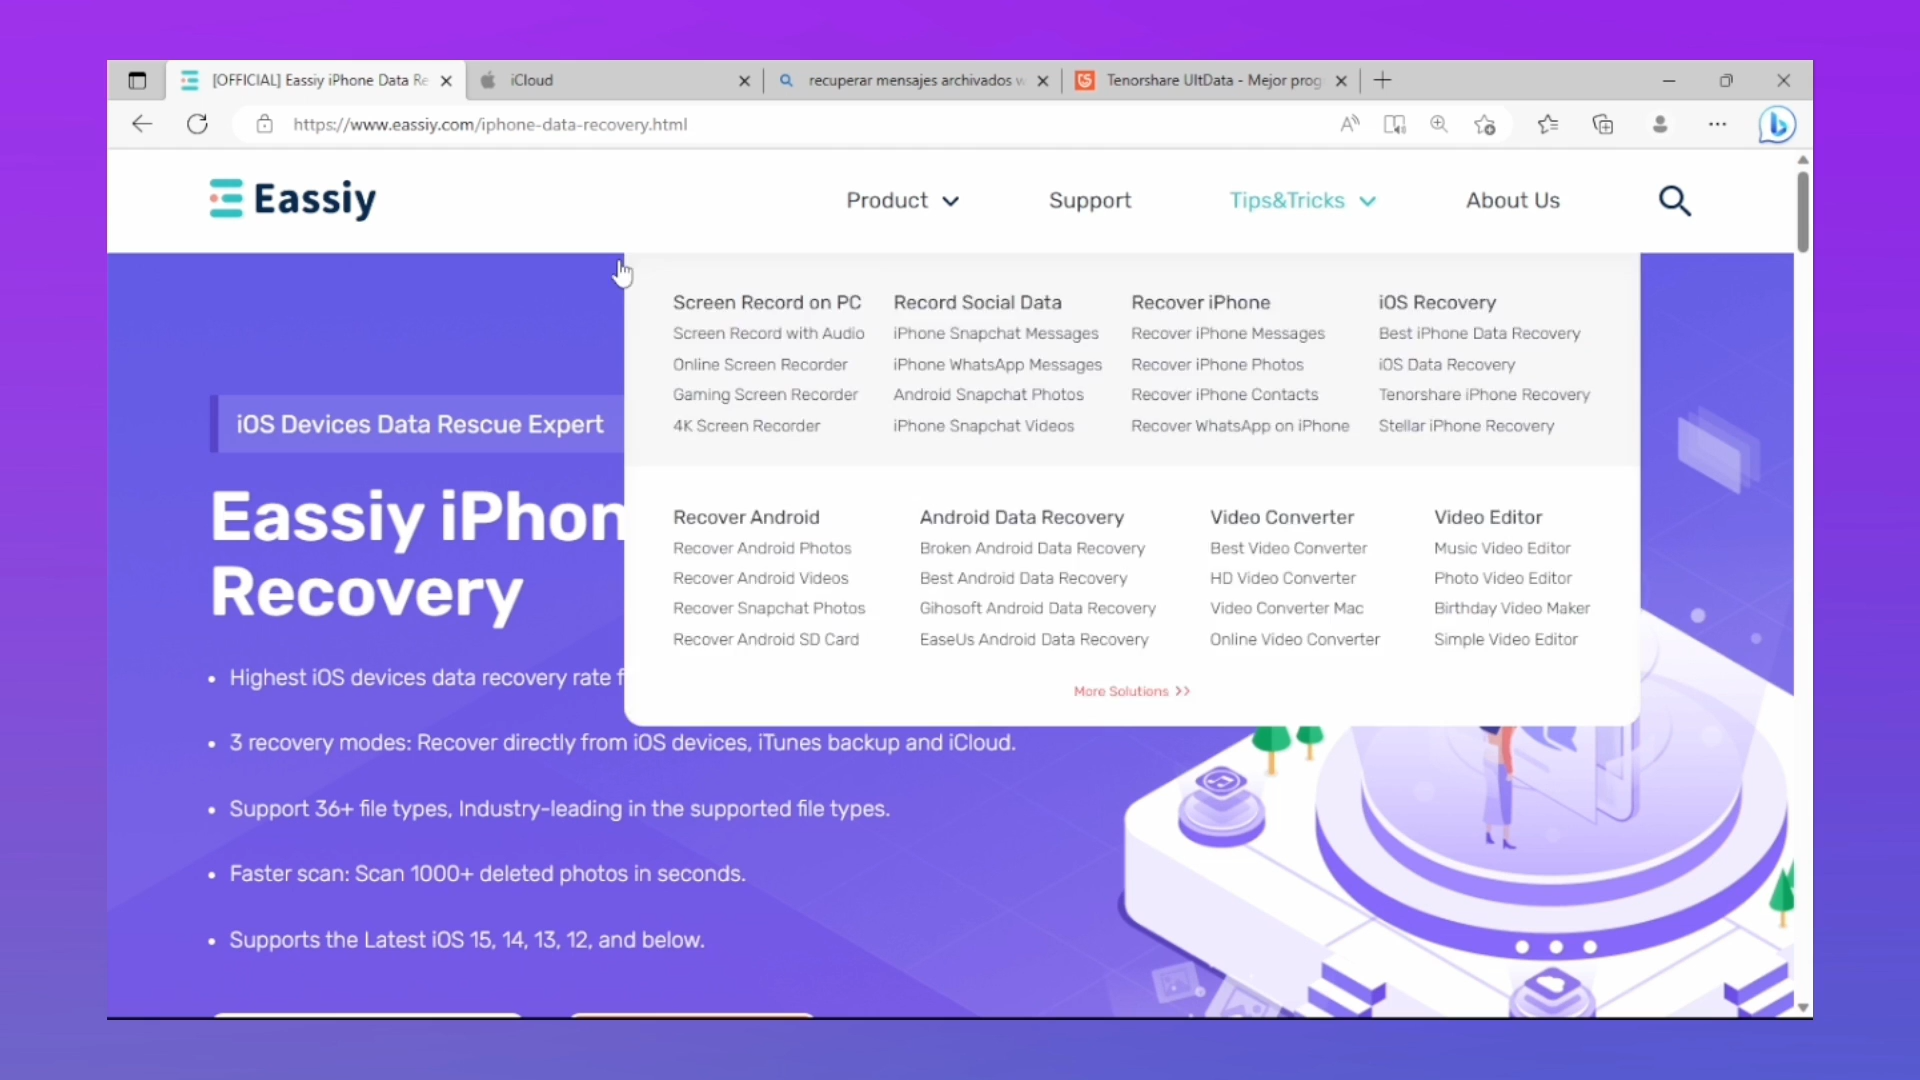 [OFFICIAL] Eassiy iPhone Data Re
iCloud
recuperar mensajes archivados w
Tenorshare UltData - Mejor prog
https://www.eassiy.com/iphone-data-recovery.html
Eassiy
Product
Support
Tips&Tricks
About Us
Screen Record on PC
Screen Record with Audio
Online Screen Recorder
Gaming Screen Recorder
4K Screen Recorder
Record Social Data
iPhone Snapchat Messages
iPhone WhatsApp Messages
Android Snapchat Photos
iPhone Snapchat Videos
Recover iPhone
Recover iPhone Messages
Recover iPhone Photos
Recover iPhone Contacts
Recover WhatsApp on iPhone
iOS Recovery
Best iPhone Data Recovery
iOS Data Recovery
Tenorshare iPhone Recovery
Stellar iPhone Recovery
Recover Android
Recover Android Photos
Recover Android Videos
Recover Snapchat Photos
Recover Android SD Card
Android Data Recovery
Broken Android Data Recovery
Best Android Data Recovery
Gihosoft Android Data Recovery
EaseUs Android Data Recovery
Video Converter
Best Video Converter
HD Video Converter
Video Converter Mac
Online Video Converter
Video Editor
Music Video Editor
Photo Video Editor
Birthday Video Maker
Simple Video Editor
More Solutions >>
iOS Devices Data Rescue Expert
Eassiy iPhon
Recovery
• Highest iOS devices data recovery rate f
• 3 recovery modes: Recover directly from iOS devices, iTunes backup and iCloud.
• Support 36+ file types, Industry-leading in the supported file types.
• Faster scan: Scan 1000+ deleted photos in seconds.
• Supports the Latest iOS 15, 14, 13, 12, and below.